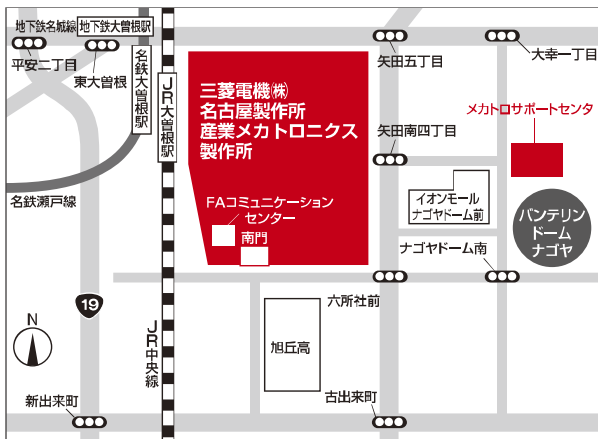 地下鉄名城線
地下鉄大曽根駅
平安二丁目
東大曽根
名鉄大曽根駅
JR大曽根駅
矢田五丁目
大幸一丁目
三菱電機㈱
名古屋製作所
産業メカトロニクス
製作所
メカトロサポートセンタ
矢田南四丁目
名鉄瀬戸線
FAコミュニケーション
センター
南門
イオンモール
ナゴヤドーム前
バンテリン
ドーム
ナゴヤ
ナゴヤドーム南
19
六所社前
N
JR中央線
旭丘高
新出来町
古出来町